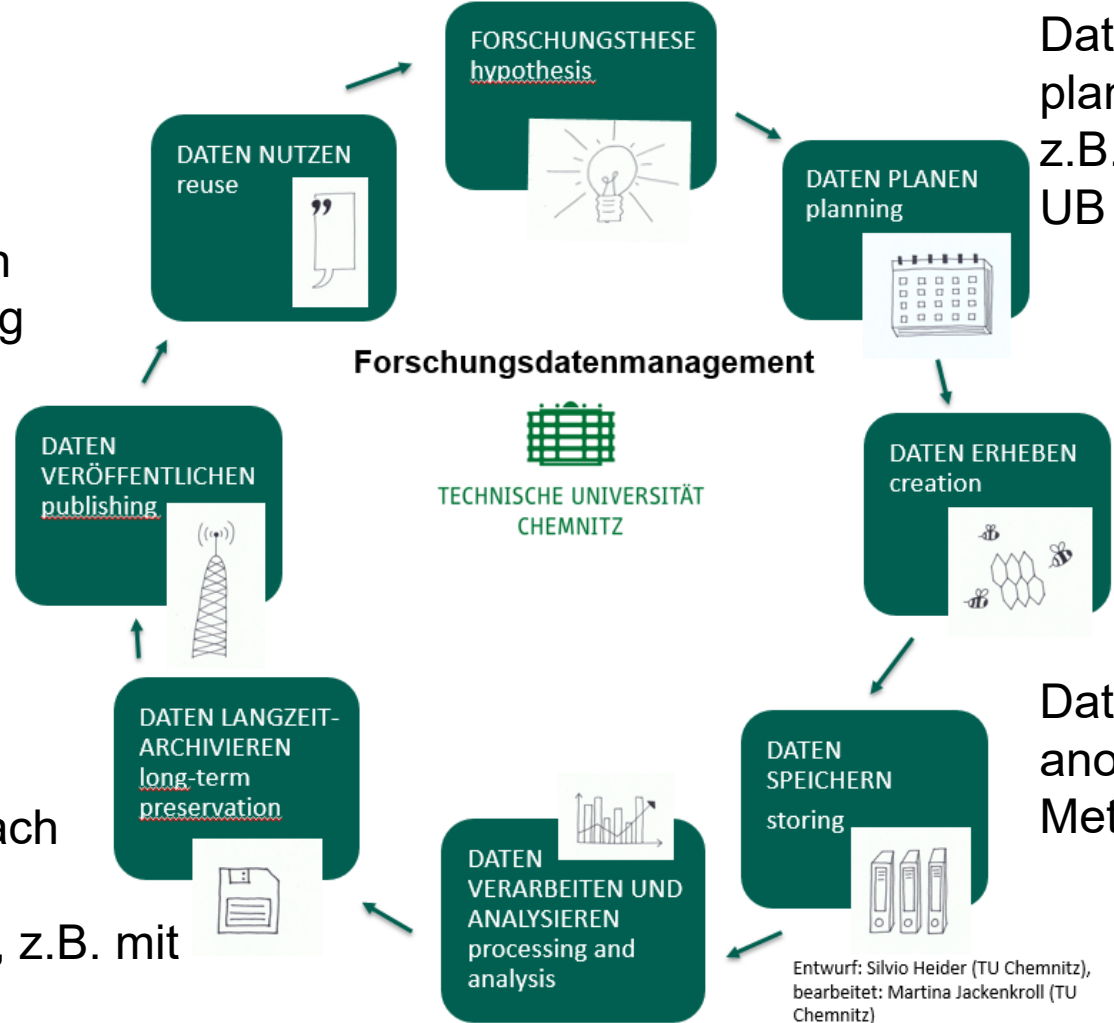 FORSCHUNGSTHESE
hypothesis
DATEN PLANEN
planning
z.B.
UB
DATEN ERHEBEN
creation
DATEN
SPEICHERN
storing
DATEN
VERARBEITEN UND
ANALYSIEREN
processing and
analysis
DATEN LANGZEIT-
ARCHIVIEREN
long-term
preservation
, z.B. mit
DATEN
VERÖFFENTLICHEN
publishing
DATEN NUTZEN
reuse
Forschungsdatenmanagement
TECHNISCHE UNIVERSITÄT
CHEMNITZ
Entwurf: Silvio Heider (TU Chemnitz),
bearbeitet: Martina Jackenkroll (TU
Chemnitz)